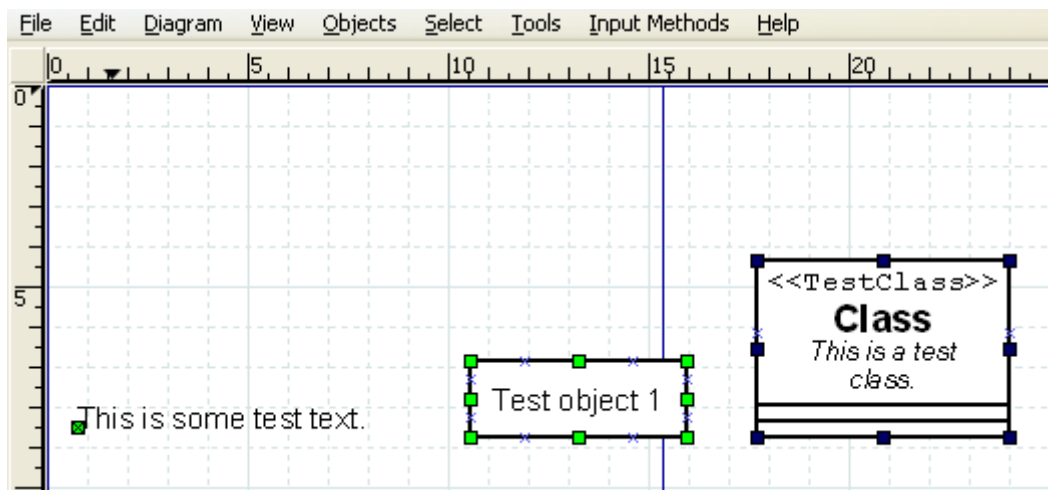 File Edit Diagram View Objects Select Tools Input Methods Help
0 5 10 15 20
0
5
<<TestClass>>
Class
This is a test
class.
Test object 1
This is some test text.